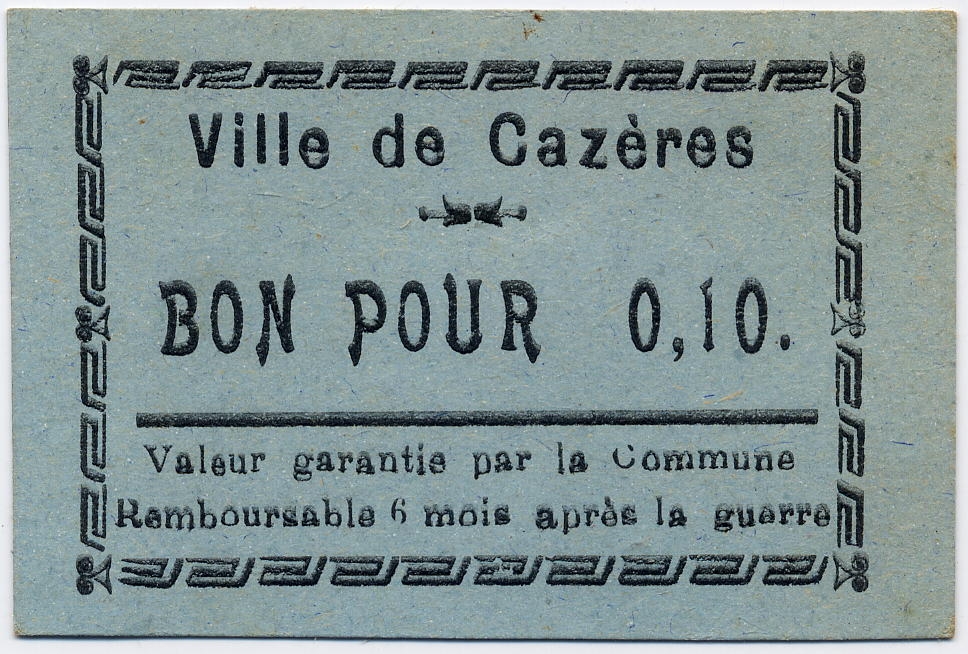 Ville de Cazères
BON POUR 0,10.
Valeur garantie par la Commune
Remboursable 6 mois après la guerre